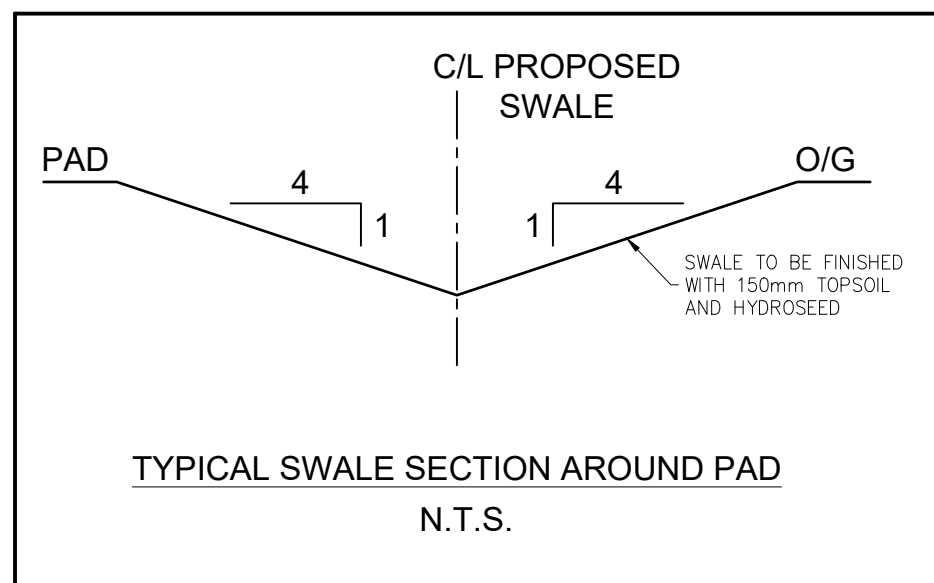 C/L PROPOSED
SWALE
PAD
O/G
4
4
1
1
SWALE TO BE FINISHED
WITH 150mm TOPSOIL
AND HYDROSEED
TYPICAL SWALE SECTION AROUND PAD
N.T.S.